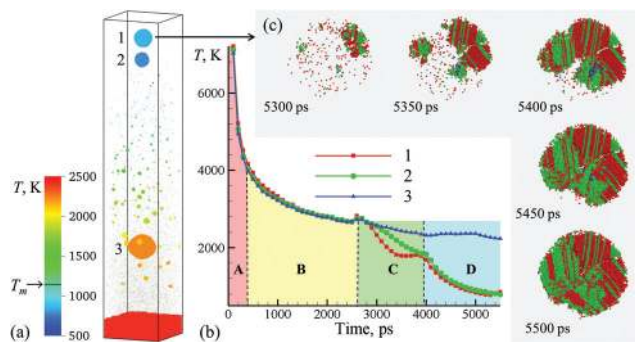 1
2
3
T, K
2500
2000
1500
1000
500
Tm
(a)
(b)
T, K
6000
4000
2000
A
B
C
D
1
2
3
0
1000
2000
3000
4000
5000
Time, ps
(c)
5300 ps
5350 ps
5400 ps
5450 ps
5500 ps